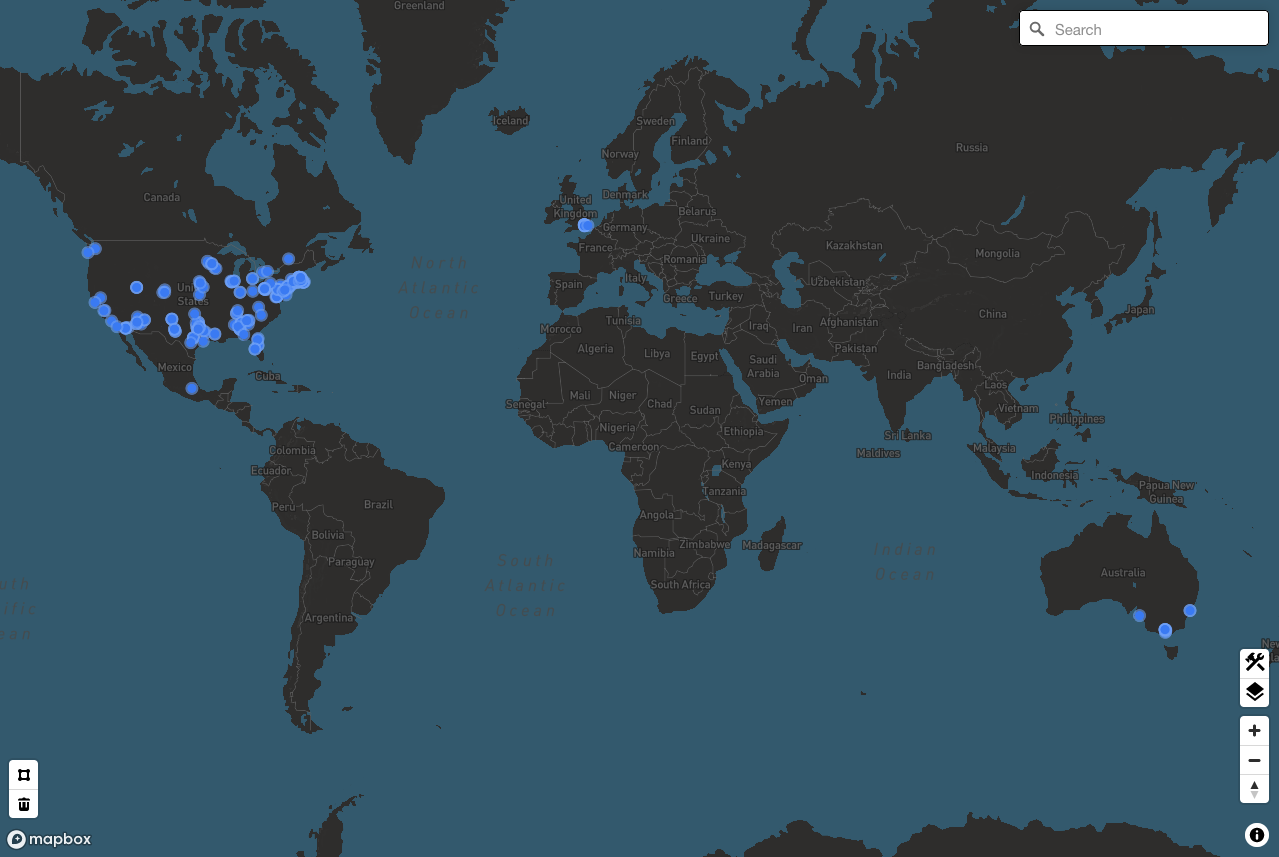 Greenland
Search
Iceland
Sweden
Finland
Norway
Russia
Canada
United
Kingdom
Denmark
Belarus
Germany
Ukraine
France
Romania
Kazakhstan
Mongolia
North
Atlantic
Ocean
Spain
Italy
Greece
Turkey
Uzbekistan
United
States
Japan
China
Morocco
Tunisia
Iraq
Iran
Afghanistan
Pakistan
Algeria
Libya
Egypt
Saudi
Arabia
Oman
India
Bangladesh
Mexico
Cuba
Laos
Mali
Niger
Chad
Sudan
Yemen
Senegal
Vietnam
Philippines
Nigeria
Ethiopia
Cameroon
Sri Lanka
Maldives
Malaysia
Colombia
Ecuador
Kenya
Indonesia
Tanzania
Papua New
Guinea
Peru
Brazil
Angola
Bolivia
Zimbabwe
Madagascar
Namibia
Paraguay
South
Atlantic
Ocean
Indian
Ocean
Australia
South Africa
Argentina
mapbox